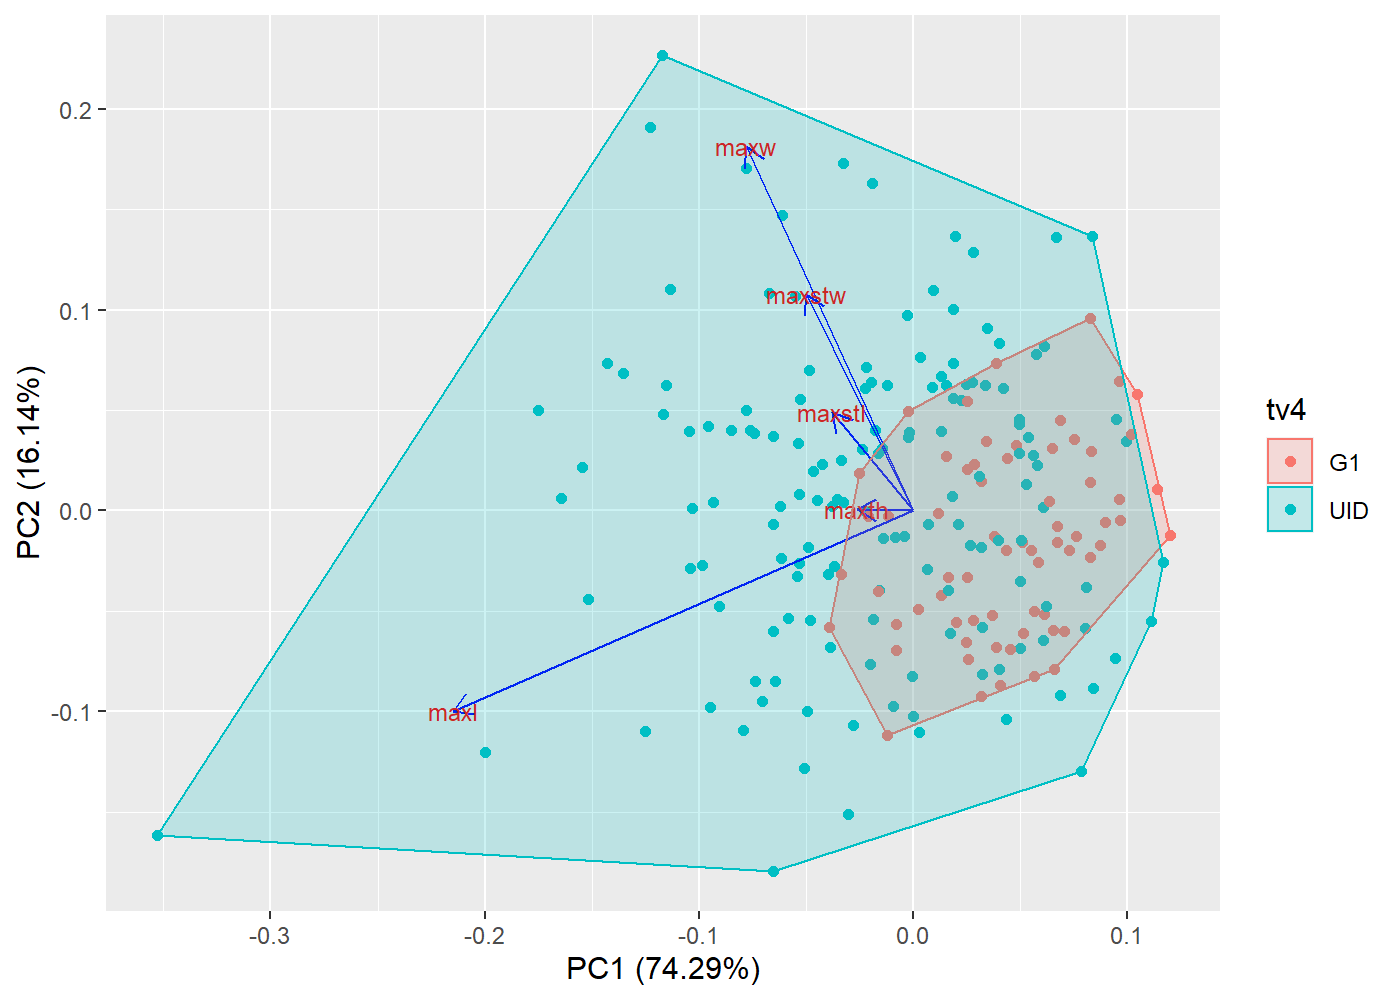 0.2
0.1
0.0
-0.1
PC2 (16.14%)
maxw
maxstw
maxstl
maxth
maxl
-0.3
-0.2
-0.1
0.0
0.1
PC1 (74.29%)
tv4
G1
UID